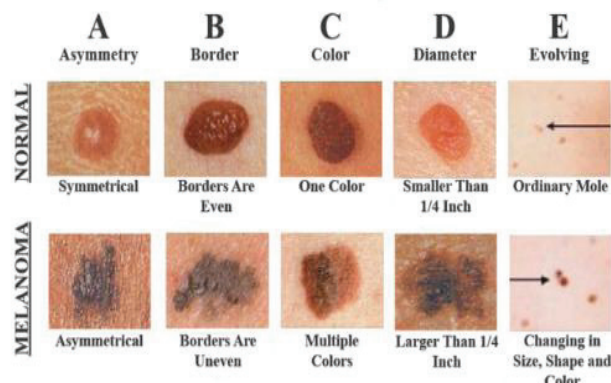 A B C D E
Asymmetry Border Color Diameter Evolving
NORMAL
Symmetrical Borders Are Even One Color Smaller Than 1/4 Inch Ordinary Mole
MELANOMA
Asymmetrical Borders Are Uneven Multiple Colors Larger Than 1/4 Inch Changing in Size, Shape and Color